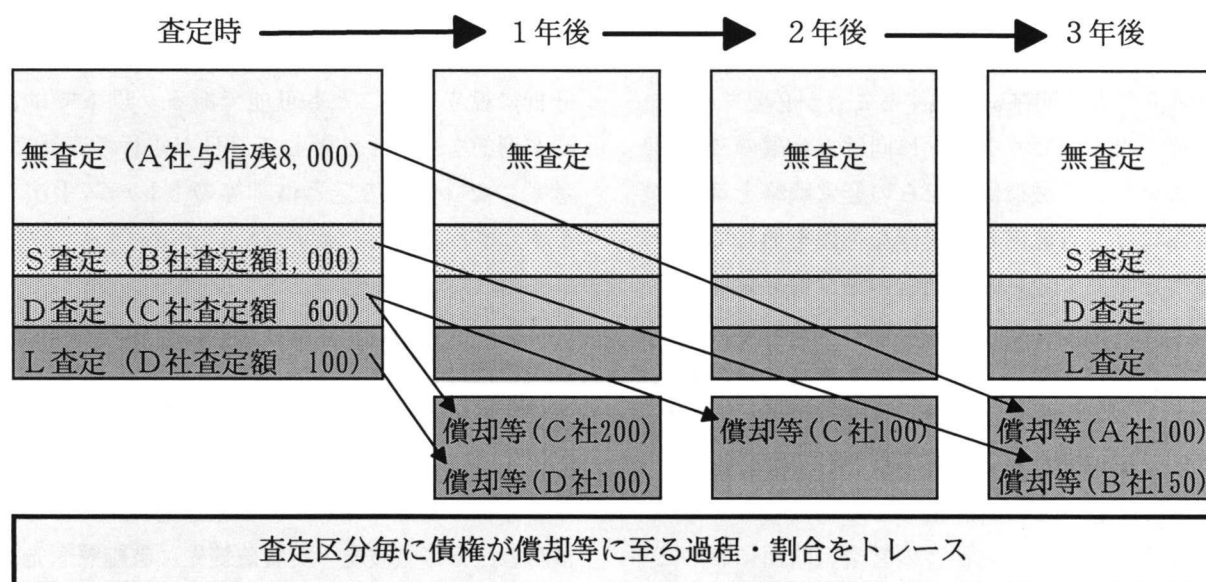 査定時 １年後 ２年後 ３年後
無査定（A社与信残8,000） 無査定 無査定 無査定
Ｓ査定（B社査定額1,000） Ｓ査定
Ｄ査定（C社査定額 600） Ｄ査定
Ｌ査定（D社査定額 100） Ｌ査定
償却等(C社200) 償却等(C社100) 償却等(A社100)
償却等(D社100) 償却等(B社150)
査定区分毎に債権が償却等に至る過程・割合をトレース